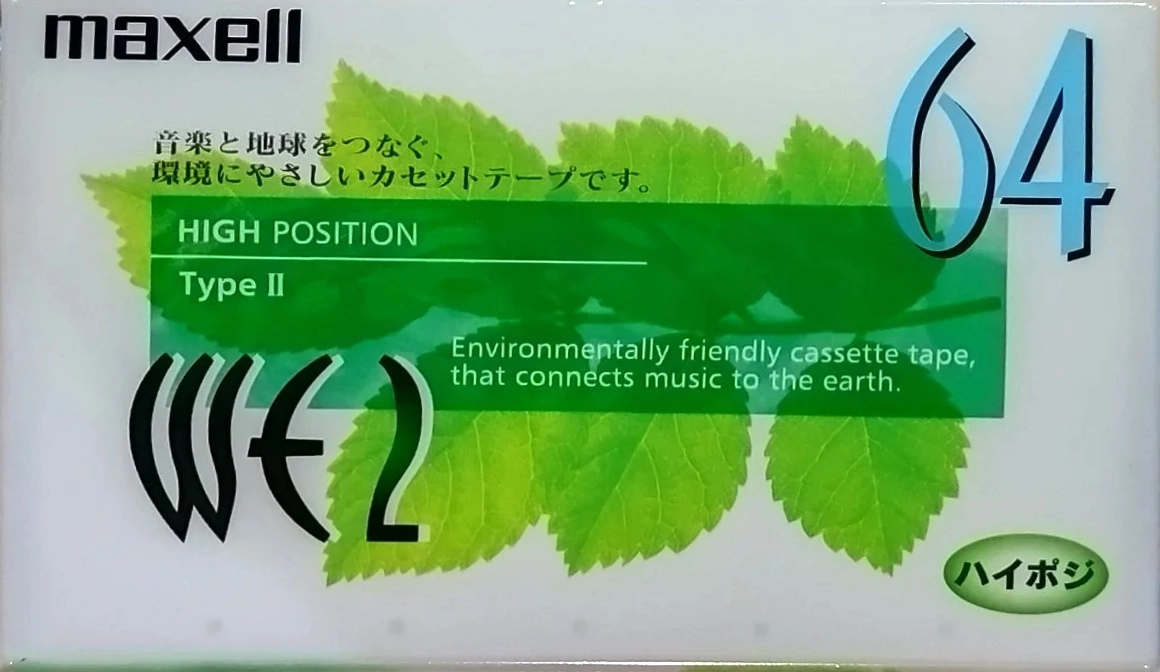 maxell
64
音楽と地球をつなぐ、
環境にやさしいカセットテープです。
HIGH POSITION
Type II
Environmentally friendly cassette tape,
that connects music to the earth.
WE2
ハイポジ